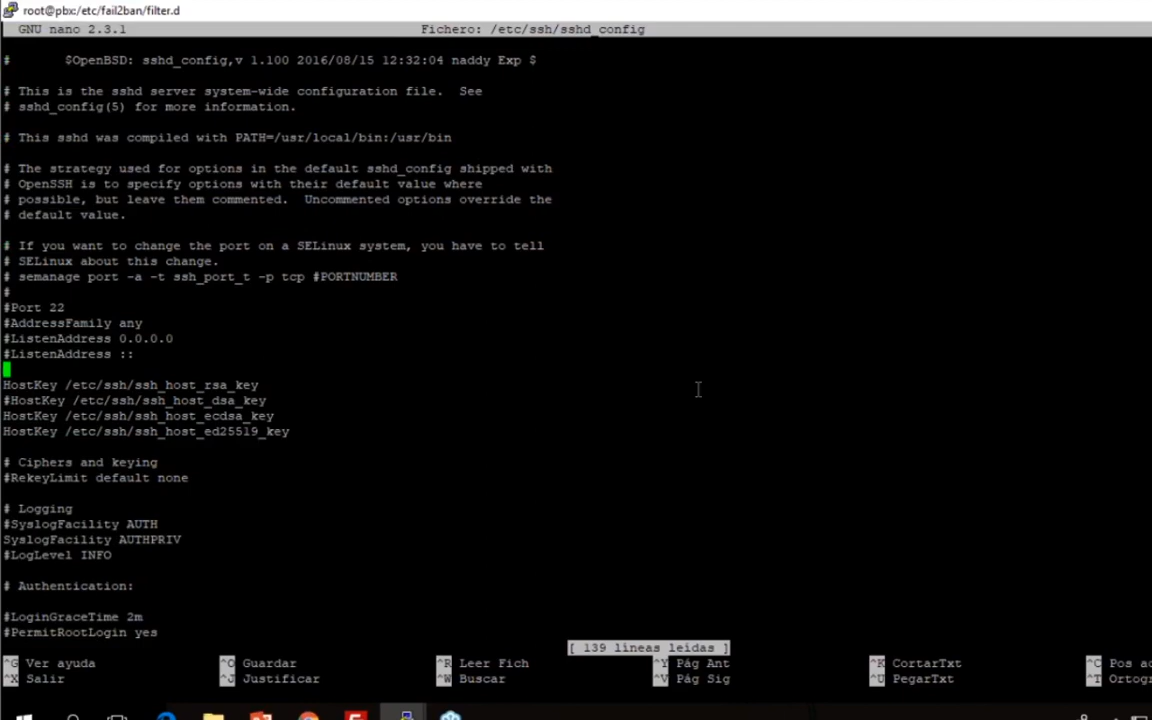 root@pbx:/etc/fail2ban/filter.d
GNU nano 2.3.1 Fichero: /etc/ssh/sshd_config
# $OpenBSD: sshd_config,v 1.100 2016/08/15 12:32:04 naddy Exp $
# This is the sshd server system-wide configuration file. See
# sshd_config(5) for more information.
# This sshd was compiled with PATH=/usr/local/bin:/usr/bin
# The strategy used for options in the default sshd_config shipped with
# OpenSSH is to specify options with their default value where
# possible, but leave them commented. Uncommented options override the
# default value.
# If you want to change the port on a SELinux system, you have to tell
# SELinux about this change.
# semanage port -a -t ssh_port_t -p tcp #PORTNUMBER
#
#Port 22
#AddressFamily any
#ListenAddress 0.0.0.0
#ListenAddress ::
HostKey /etc/ssh/ssh_host_rsa_key
#HostKey /etc/ssh/ssh_host_dsa_key
HostKey /etc/ssh/ssh_host_ecdsa_key
HostKey /etc/ssh/ssh_host_ed25519_key
# Ciphers and keying
#RekeyLimit default none
# Logging
#SyslogFacility AUTH
SyslogFacility AUTHPRIV
#LogLevel INFO
# Authentication:
#LoginGraceTime 2m
#PermitRootLogin yes
[ 139 líneas leídas ]
^G Ver ayuda ^O Guardar ^R Leer Fich ^Y Pág Ant ^K CortarTxt ^C Pos ac
^X Salir ^J Justificar ^W Buscar ^V Pág Sig ^U PegarTxt ^T Ortogr